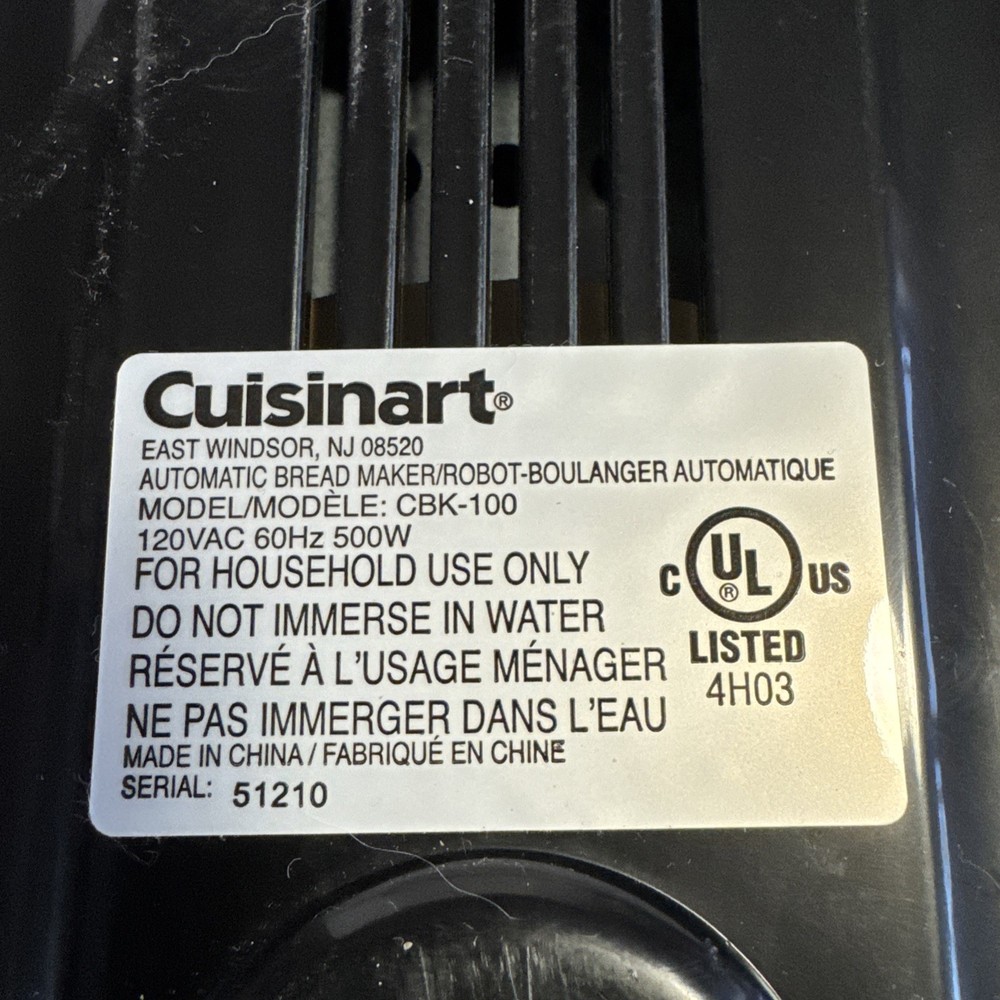 Cuisinart®
EAST WINDSOR, NJ 08520
AUTOMATIC BREAD MAKER/ROBOT-BOULANGER AUTOMATIQUE
MODEL/MODÈLE: CBK-100
120VAC 60Hz 500W
FOR HOUSEHOLD USE ONLY
DO NOT IMMERSE IN WATER
RÉSERVÉ À L'USAGE MÉNAGER
NE PAS IMMERGER DANS L'EAU
MADE IN CHINA / FABRIQUÉ EN CHINE
SERIAL: 51210
C UL® US
LISTED
4H03